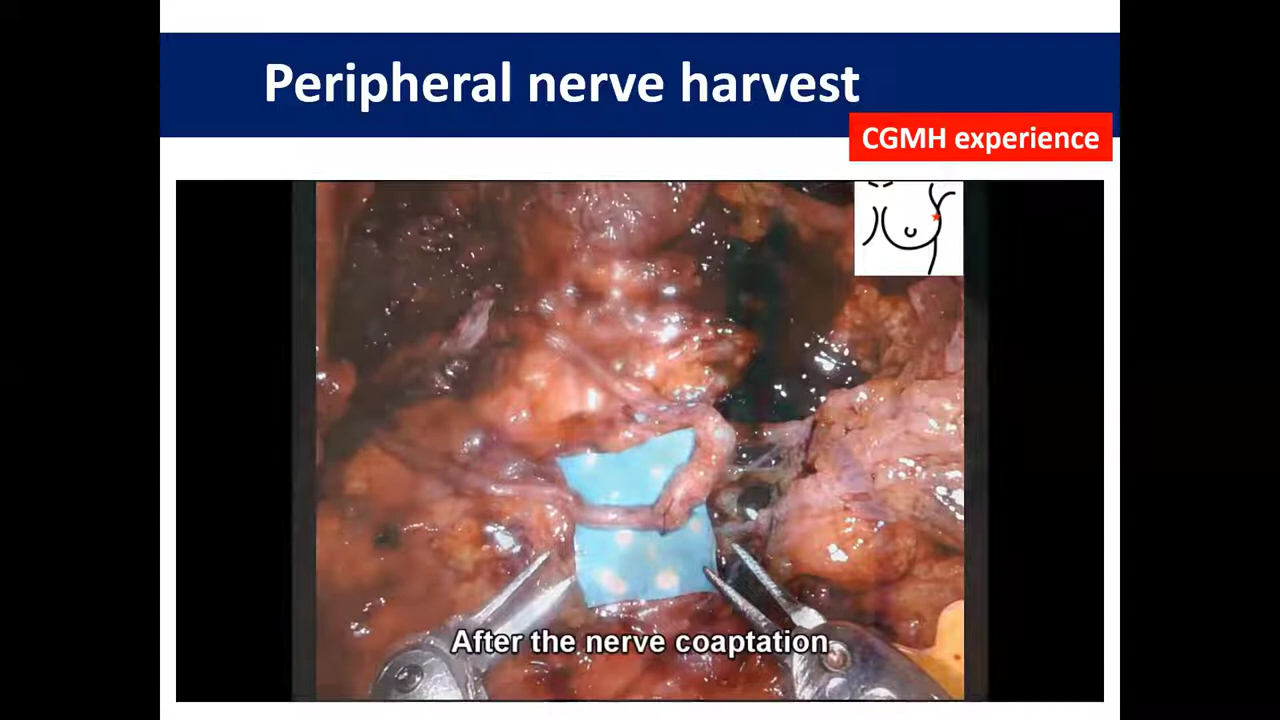 Peripheral nerve harvest
CGMH experience
After the nerve coaptation